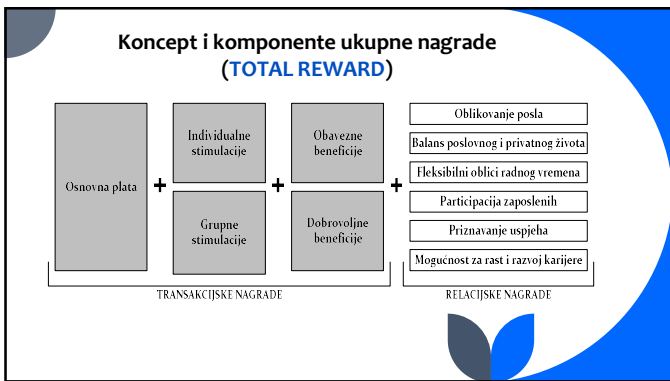 Koncept i komponente ukupne nagrade
(TOTAL REWARD)
Osnovna plata
+
Individualne
stimulacije
Grupne
stimulacije
+
Obavezne
beneficije
Dobrovoljne
beneficije
+
Oblikovanje posla
Balans poslovnog i privatnog života
Fleksibilni oblici radnog vremena
Participacija zaposlenih
Priznavanje uspjeha
Mogućnost za rast i razvoj karijere
TRANSAKCIJSKE NAGRADE
RELACIJSKE NAGRADE